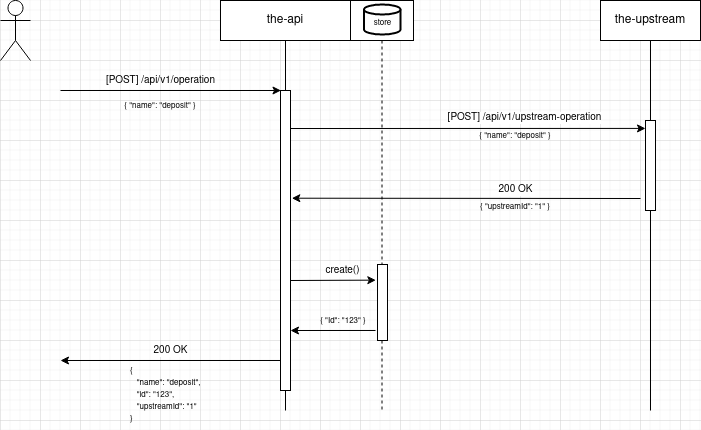 the-api
store
the-upstream
[POST] /api/v1/operation
{ "name": "deposit" }
[POST] /api/v1/upstream-operation
{ "name": "deposit" }
200 OK
{ "upstreamId": "1" }
create()
{ "Id": "123" }
200 OK
{
"name": "deposit",
"Id": "123",
"upstreamId": "1"
}